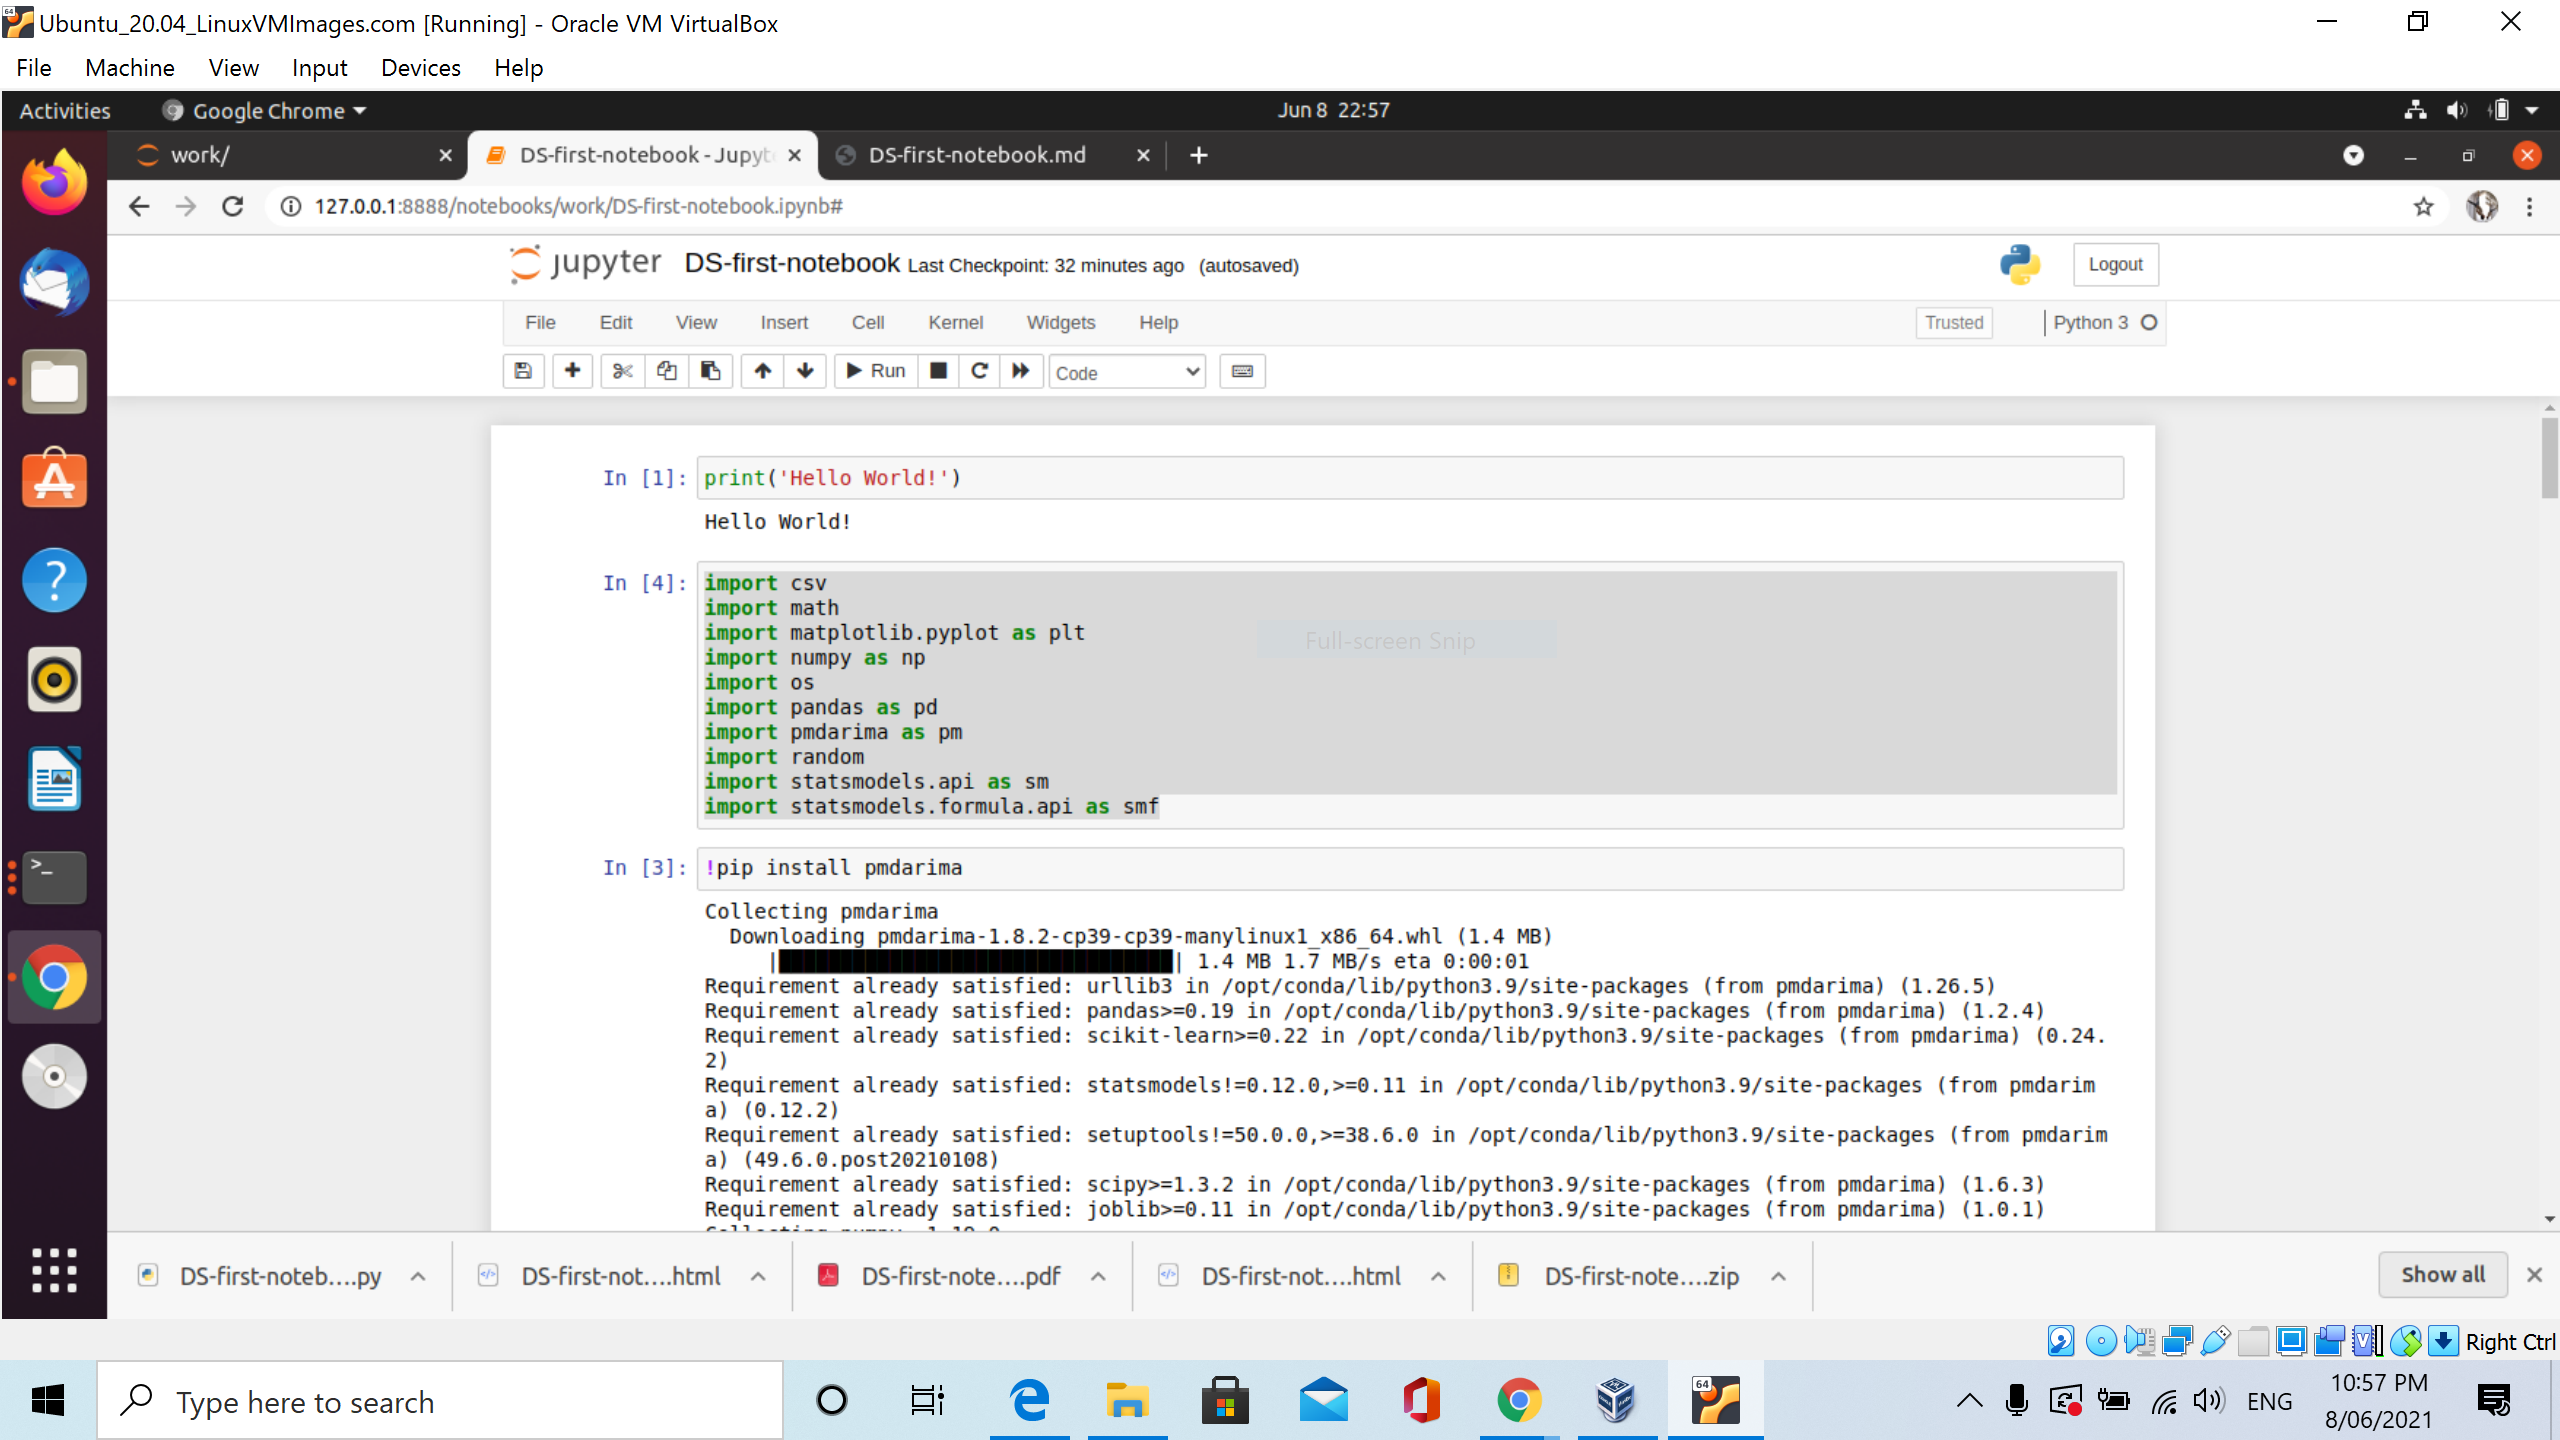 Ubuntu_20.04_LinuxVMImages.com [Running] - Oracle VM VirtualBox
File Machine View Input Devices Help
Activities Google Chrome Jun 8 22:57
work/ DS-first-notebook - Jupyt DS-first-notebook.md
127.0.0.1:8888/notebooks/work/DS-first-notebook.ipynb#
jupyter DS-first-notebook Last Checkpoint: 32 minutes ago (autosaved) Logout
File Edit View Insert Cell Kernel Widgets Help Trusted Python 3
Run Code
In [1]: print('Hello World!')
Hello World!
In [4]: import csv
import math
import matplotlib.pyplot as plt
Full-screen Snip
import numpy as np
import os
import pandas as pd
import pmdarima as pm
import random
import statsmodels.api as sm
import statsmodels.formula.api as smf
In [3]: !pip install pmdarima
Collecting pmdarima
Downloading pmdarima-1.8.2-cp39-cp39-manylinux1_x86_64.whl (1.4 MB)
| 1.4 MB 1.7 MB/s eta 0:00:01
Requirement already satisfied: urllib3 in /opt/conda/lib/python3.9/site-packages (from pmdarima) (1.26.5)
Requirement already satisfied: pandas>=0.19 in /opt/conda/lib/python3.9/site-packages (from pmdarima) (1.2.4)
Requirement already satisfied: scikit-learn>=0.22 in /opt/conda/lib/python3.9/site-packages (from pmdarima) (0.24.
2)
Requirement already satisfied: statsmodels!=0.12.0,>=0.11 in /opt/conda/lib/python3.9/site-packages (from pmdarim
a) (0.12.2)
Requirement already satisfied: setuptools!=50.0.0,>=38.6.0 in /opt/conda/lib/python3.9/site-packages (from pmdarim
a) (49.6.0.post20210108)
Requirement already satisfied: scipy>=1.3.2 in /opt/conda/lib/python3.9/site-packages (from pmdarima) (1.6.3)
Requirement already satisfied: joblib>=0.11 in /opt/conda/lib/python3.9/site-packages (from pmdarima) (1.0.1)
DS-first-noteb....py DS-first-not....html DS-first-note....pdf DS-first-not....html DS-first-note....zip Show all
Right Ctrl
Type here to search
64
ENG
10:57 PM
8/06/2021